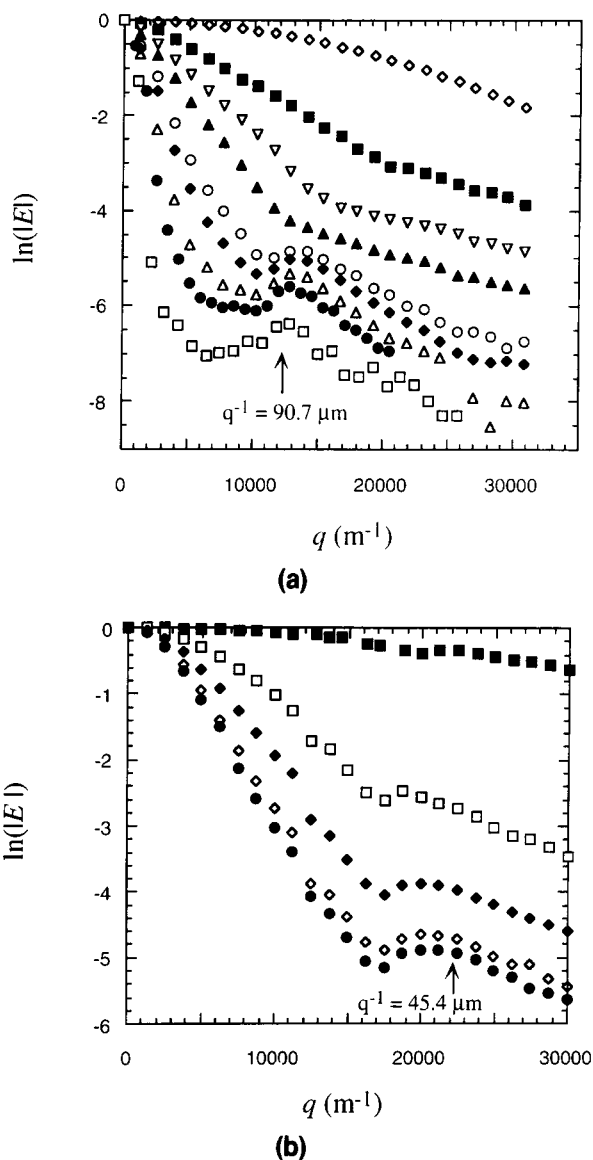 0
-2
-4
-6
-8
ln(|E|)
q⁻¹ = 90.7 μm
0 10000 20000 30000
q (m⁻¹)
(a)
0
-1
-2
-3
-4
-5
-6
ln(|E |)
q⁻¹ = 45.4 μm
0 10000 20000 30000
q (m⁻¹)
(b)